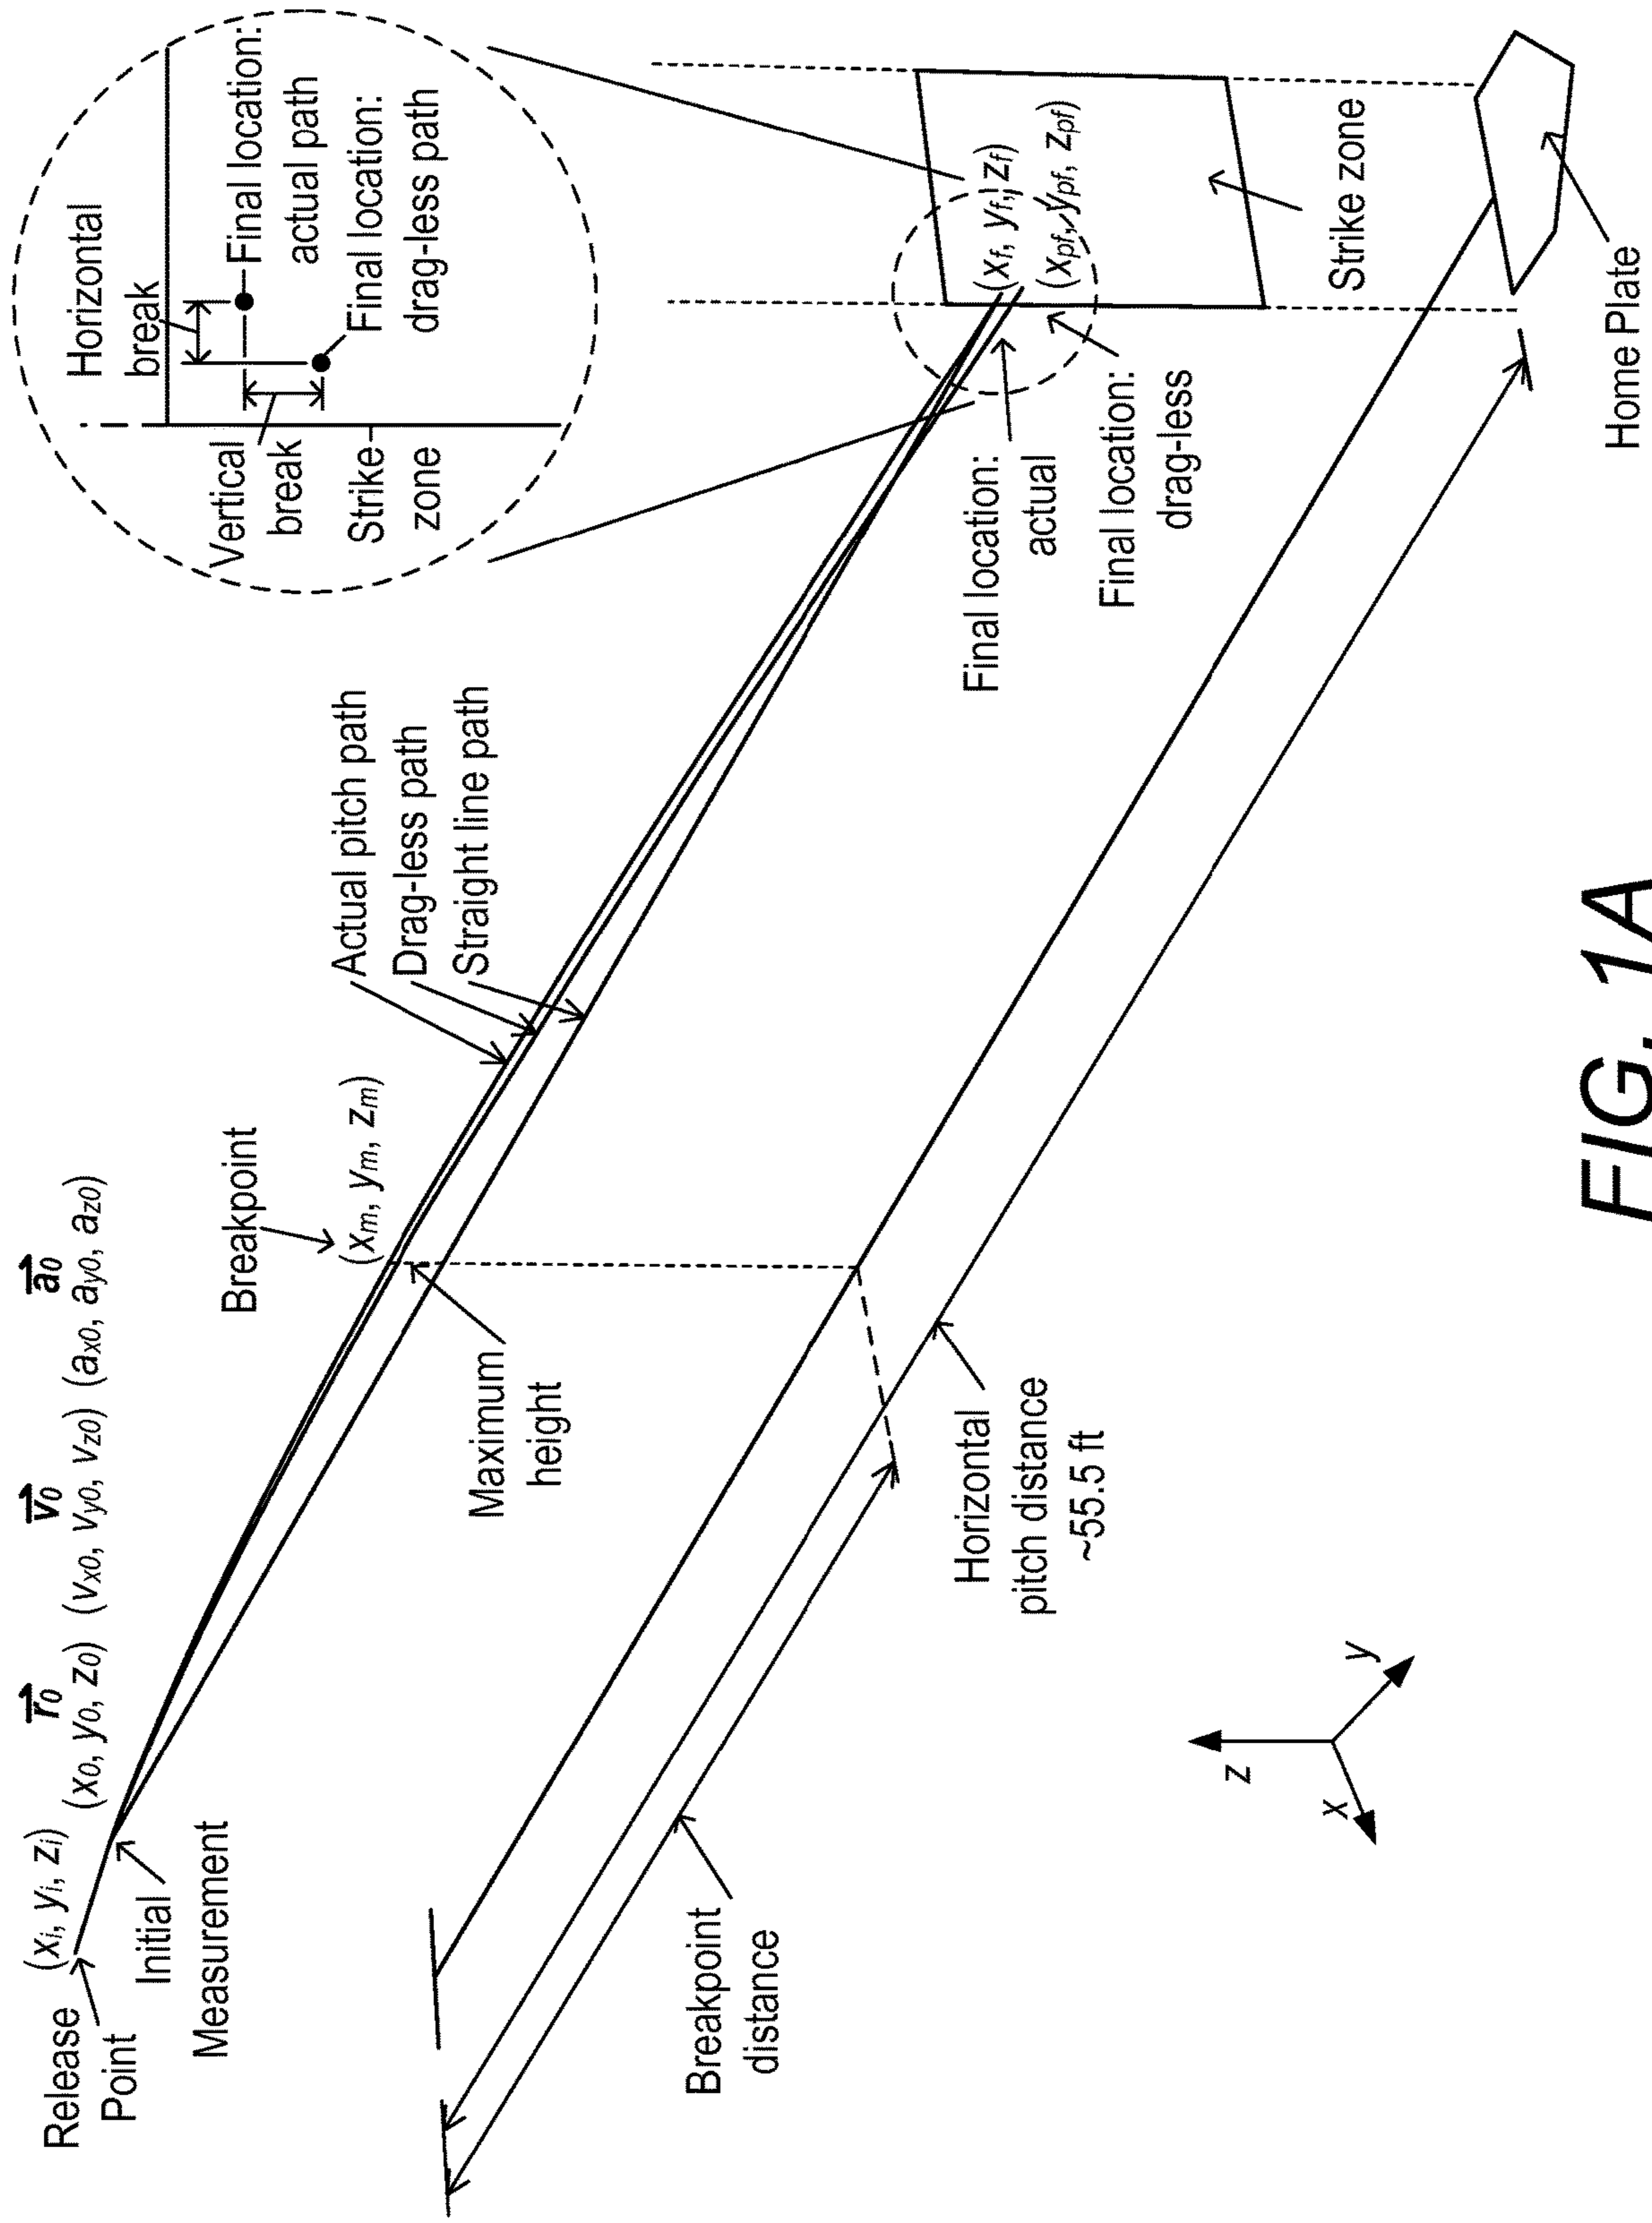 Release
Point
(xi, yi, zi)
Initial
Measurement
r0
(x0, y0, z0)
v0
(vx0, vy0, vz0)
a0
(ax0, ay0, az0)
Breakpoint
(xm, ym, zm)
Maximum
height
Actual pitch path
Drag-less path
Straight line path
Horizontal
break
Vertical
break
Strike
zone
Final location:
actual path
Final location:
drag-less path
(xf, yf, zf)
(xpf, ypf, zpf)
Final location:
actual
Final location:
drag-less
Strike zone
Home Plate
Breakpoint
distance
Horizontal
pitch distance
~55.5 ft
z
x
y
FIG. 1A